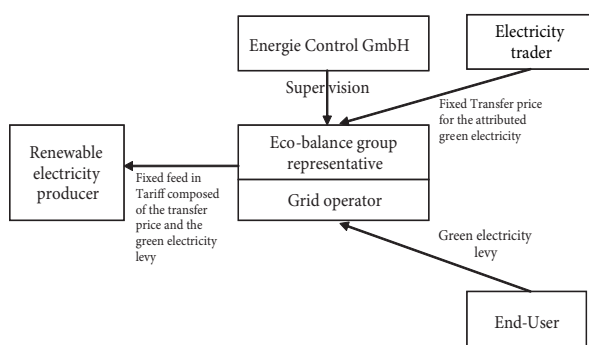 Energie Control GmbH
Electricity
trader
Supervision
Fixed Transfer price
for the attributed
green electricity
Renewable
electricity
producer
Eco-balance group
representative
Fixed feed in
Tariff composed
of the transfer
price and the
green electricity
levy
Grid operator
Green electricity
levy
End-User